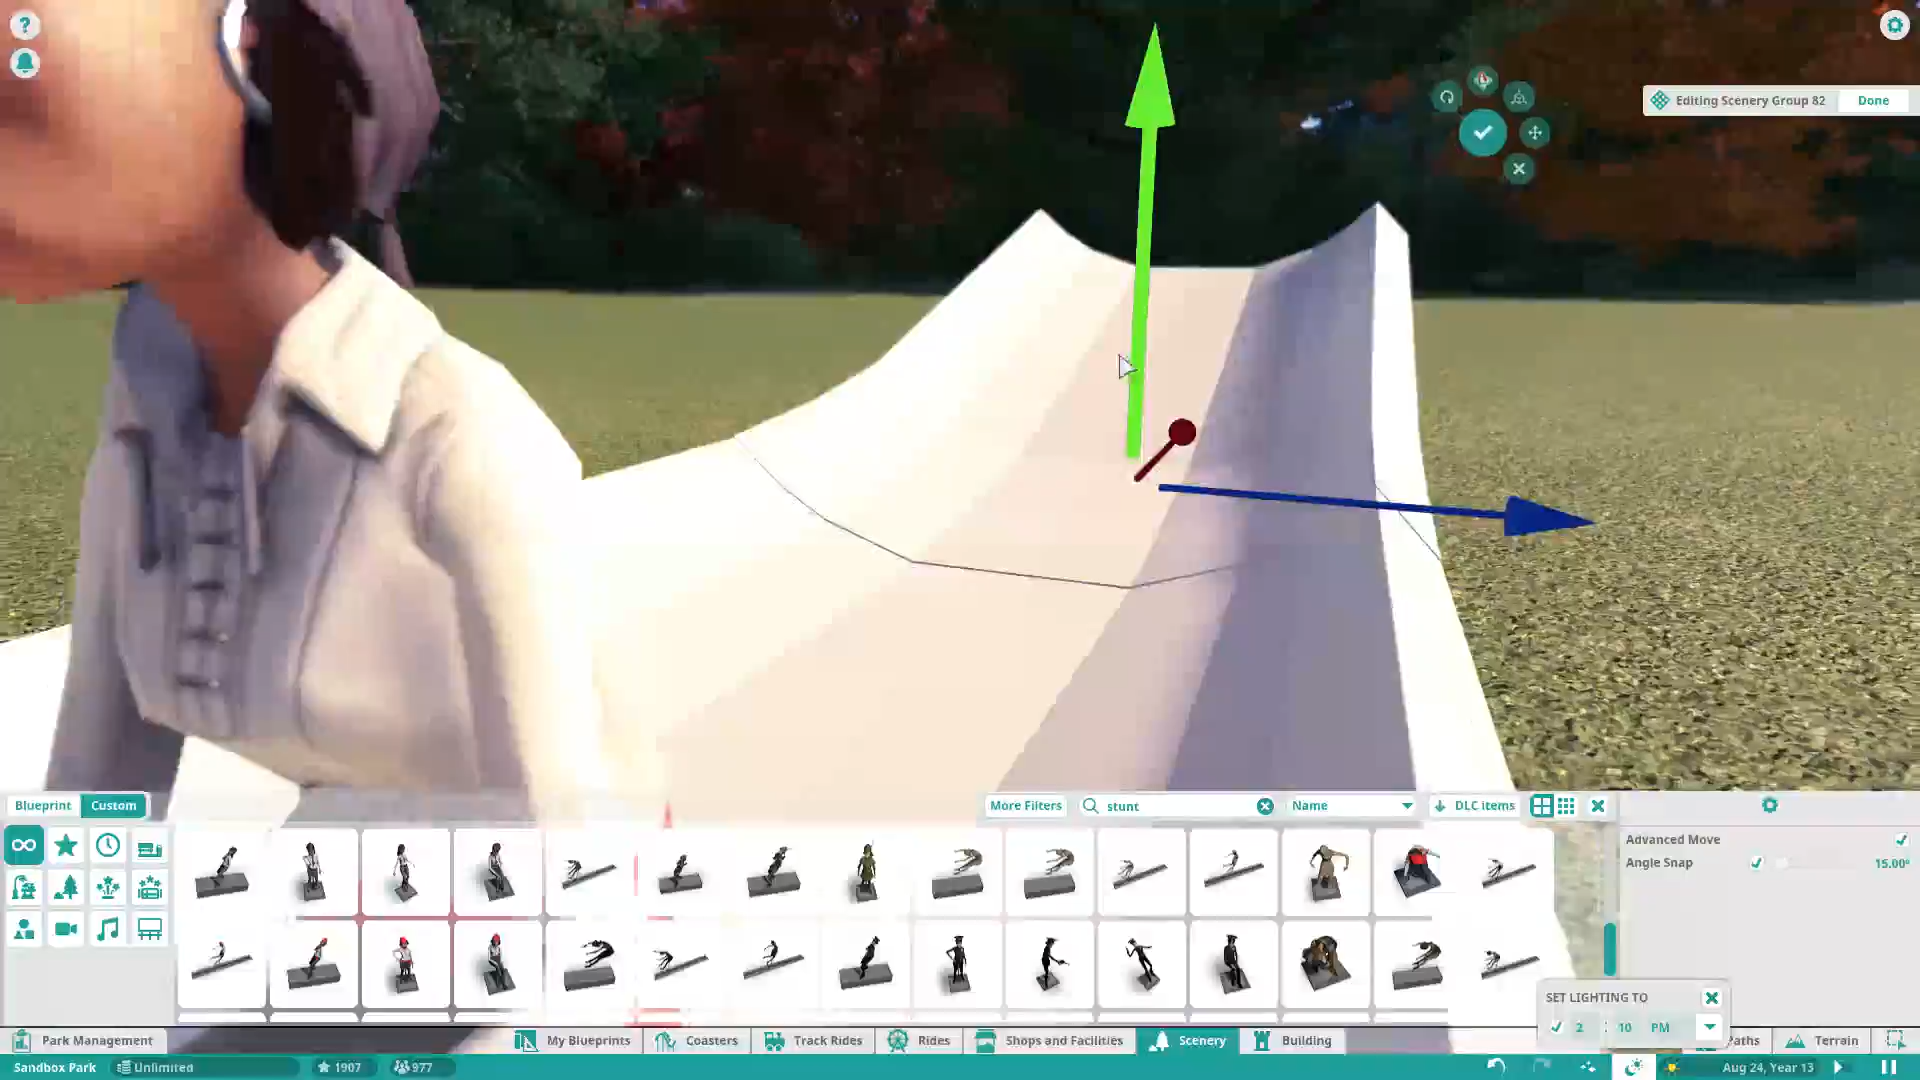 ?
Editing Scenery Group 82 Done
Blueprint Custom
More Filters stunt Name DLC items
Advanced Move
Angle Snap 15.00°
SET LIGHTING TO
2 : 10 PM
Park Management My Blueprints Coasters Track Rides Rides Shops and Facilities Scenery Building Paths Terrain
Sandbox Park Unlimited 1907 977 Aug 24, Year 13